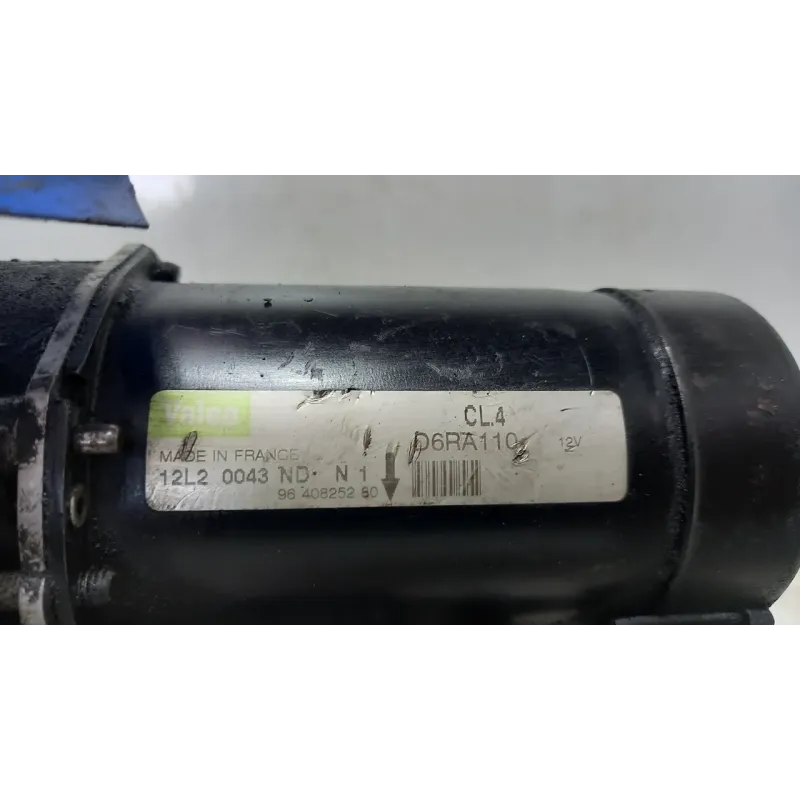 Valeo
CL.4
D6RA110 12V
MADE IN FRANCE
12L2 0043 ND N 1
96 408252 80